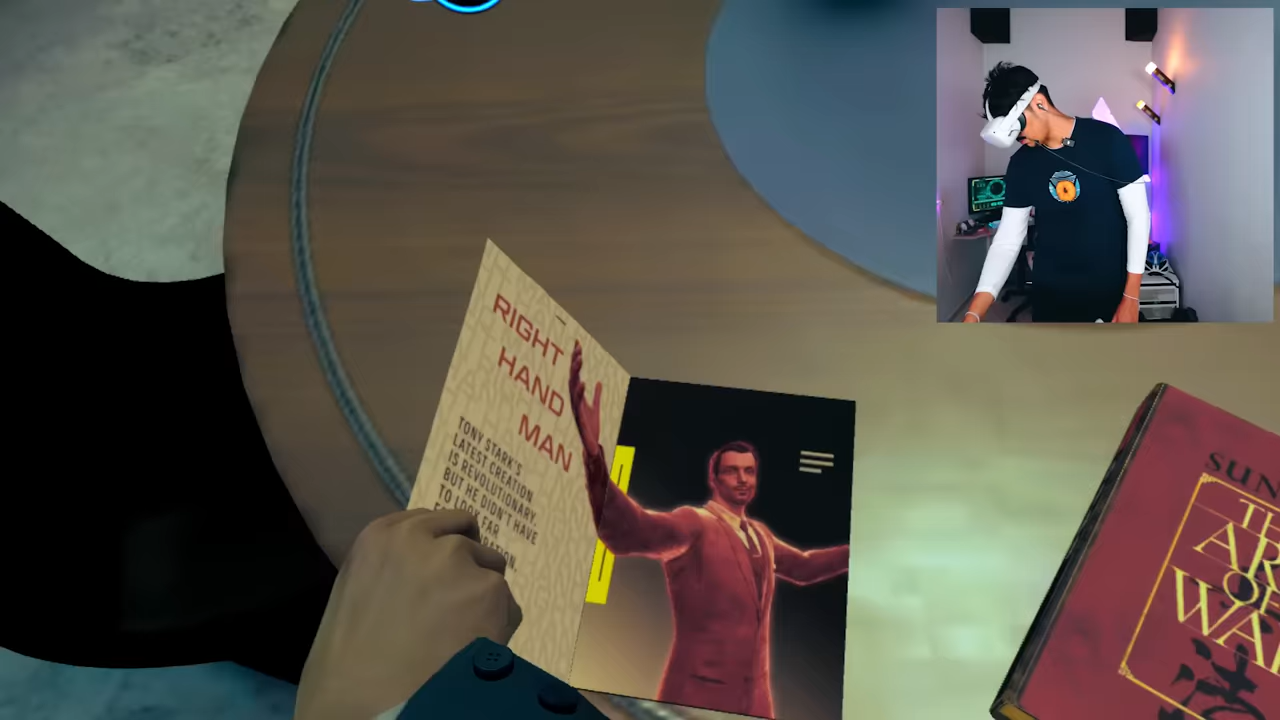 RIGHT
HAND
MAN
TONY STARK'S
LATEST CREATION
IS REVOLUTIONARY.
BUT HE DIDN'T HAVE
TO LOOK FAR
SUN
THE
ART
OF
WAR